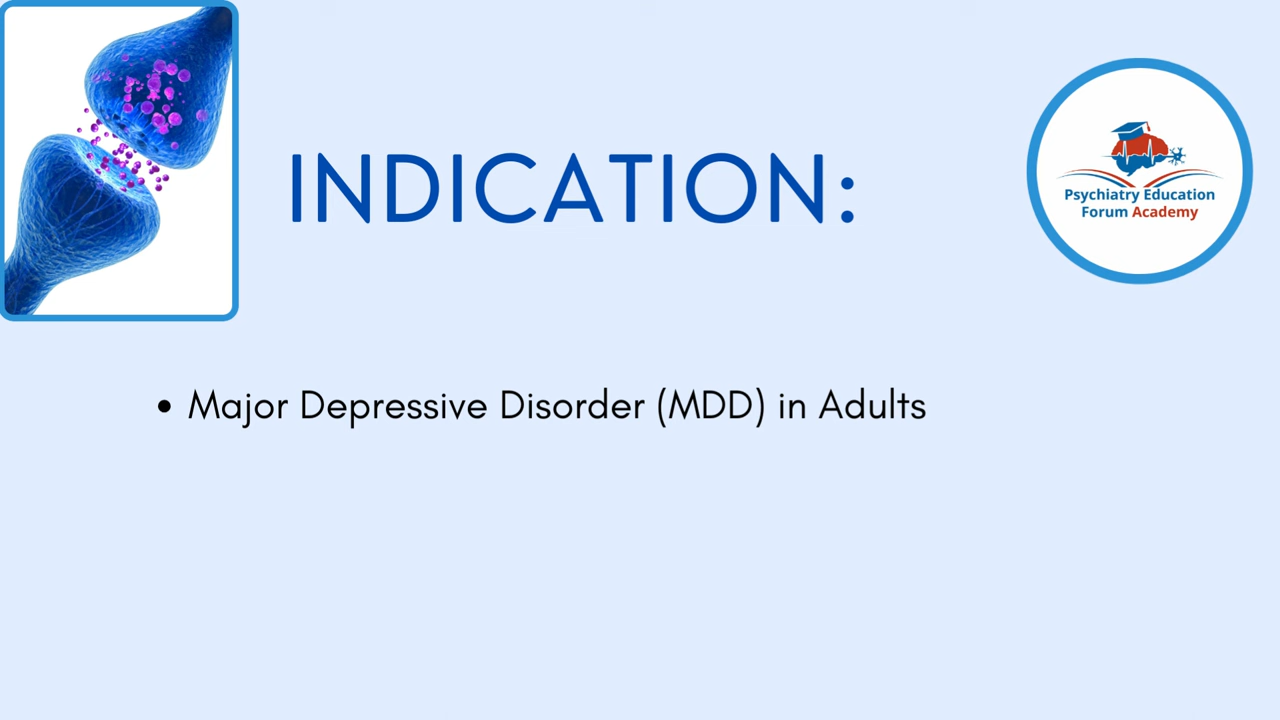 INDICATION:
Psychiatry Education
Forum Academy
• Major Depressive Disorder (MDD) in Adults